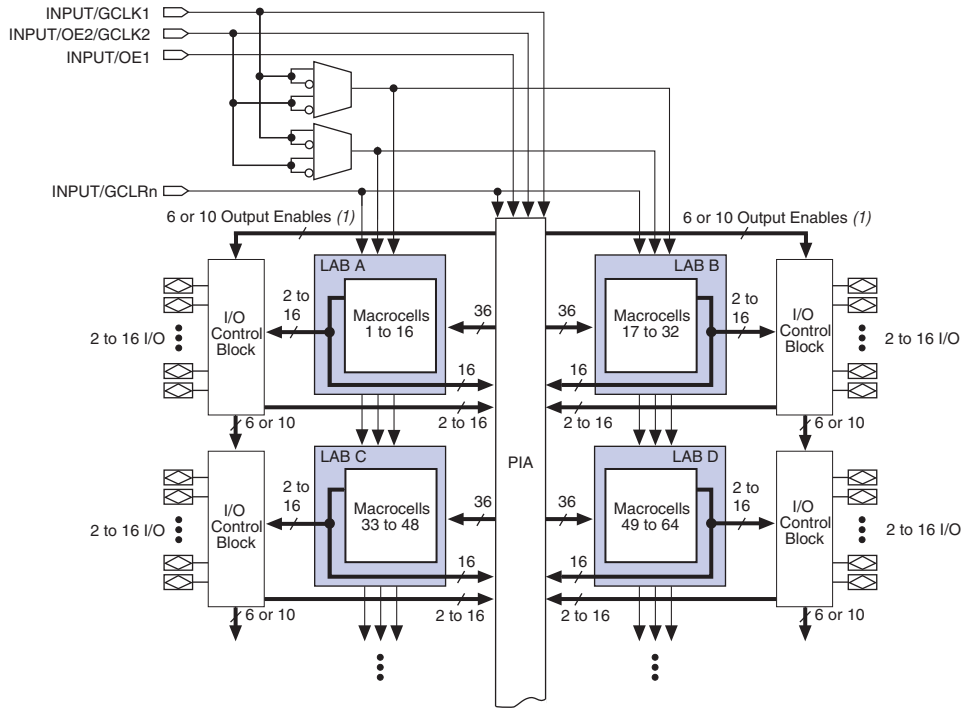 INPUT/GCLK1
INPUT/OE2/GCLK2
INPUT/OE1
INPUT/GCLRn
6 or 10 Output Enables (1)
6 or 10 Output Enables (1)
LAB A
LAB B
2 to
16
Macrocells
1 to 16
36
36
Macrocells
17 to 32
2 to
16
I/O
Control
Block
I/O
Control
Block
2 to 16 I/O
2 to 16 I/O
16
16
2 to 16
2 to 16
6 or 10
6 or 10
LAB C
PIA
LAB D
2 to
16
Macrocells
33 to 48
36
36
Macrocells
49 to 64
2 to
16
I/O
Control
Block
I/O
Control
Block
2 to 16 I/O
2 to 16 I/O
16
16
2 to 16
2 to 16
6 or 10
6 or 10